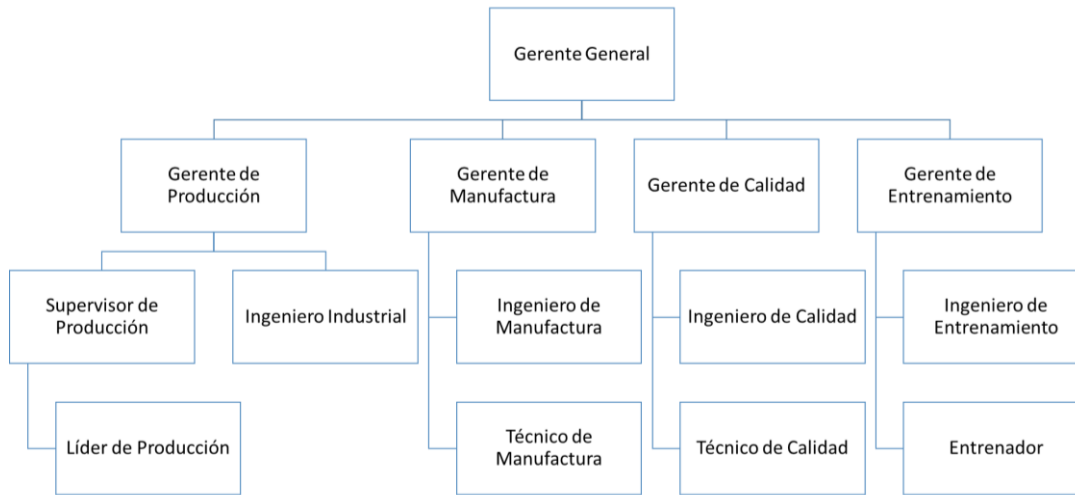 Gerente General
Gerente de
Producción
Gerente de
Manufactura
Gerente de Calidad
Gerente de
Entrenamiento
Supervisor de
Producción
Ingeniero Industrial
Ingeniero de
Manufactura
Ingeniero de Calidad
Ingeniero de
Entrenamiento
Líder de Producción
Técnico de
Manufactura
Técnico de Calidad
Entrenador